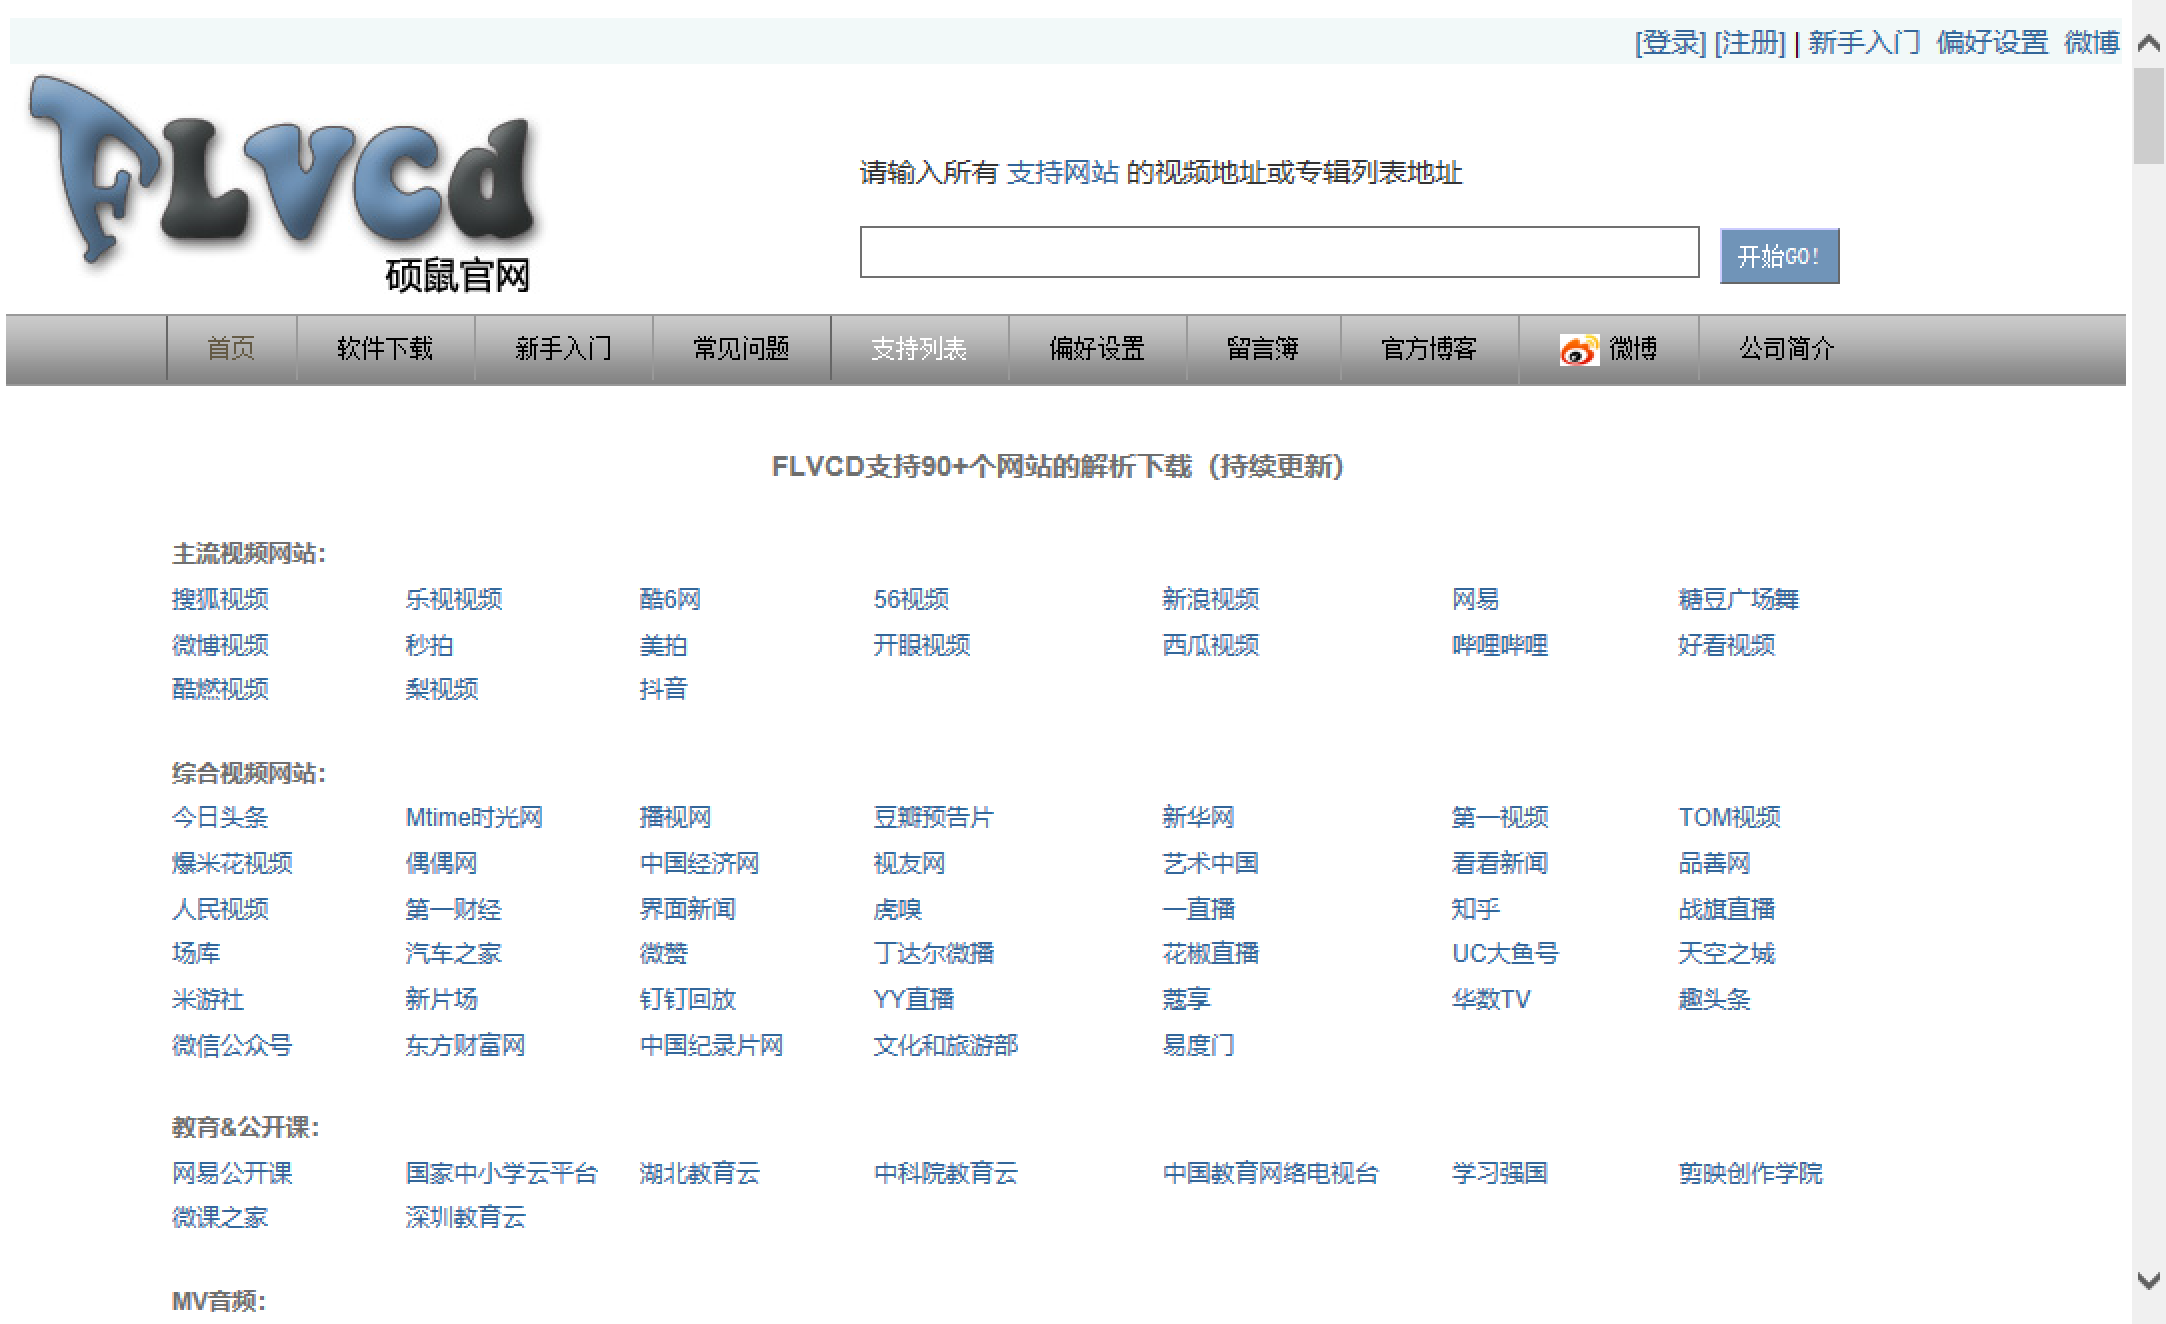 [登录] [注册] | 新手入门 偏好设置 微博
FLVCd
硕鼠官网
请输入所有 支持网站 的视频地址或专辑列表地址
开始GO!
首页 软件下载 新手入门 常见问题 支持列表 偏好设置 留言簿 官方博客 微博 公司简介
FLVCD支持90+个网站的解析下载（持续更新）
主流视频网站：
搜狐视频 乐视视频 酷6网 56视频 新浪视频 网易 糖豆广场舞
微博视频 秒拍 美拍 开眼视频 西瓜视频 哔哩哔哩 好看视频
酷燃视频 梨视频 抖音
综合视频网站：
今日头条 Mtime时光网 播视网 豆瓣预告片 新华网 第一视频 TOM视频
爆米花视频 偶偶网 中国经济网 视友网 艺术中国 看看新闻 品善网
人民视频 第一财经 界面新闻 虎嗅 一直播 知乎 战旗直播
场库 汽车之家 微赞 丁达尔微播 花椒直播 UC大鱼号 天空之城
米游社 新片场 钉钉回放 YY直播 蔻享 华数TV 趣头条
微信公众号 东方财富网 中国纪录片网 文化和旅游部 易度门
教育&公开课：
网易公开课 国家中小学云平台 湖北教育云 中科院教育云 中国教育网络电视台 学习强国 剪映创作学院
微课之家 深圳教育云
MV音频：